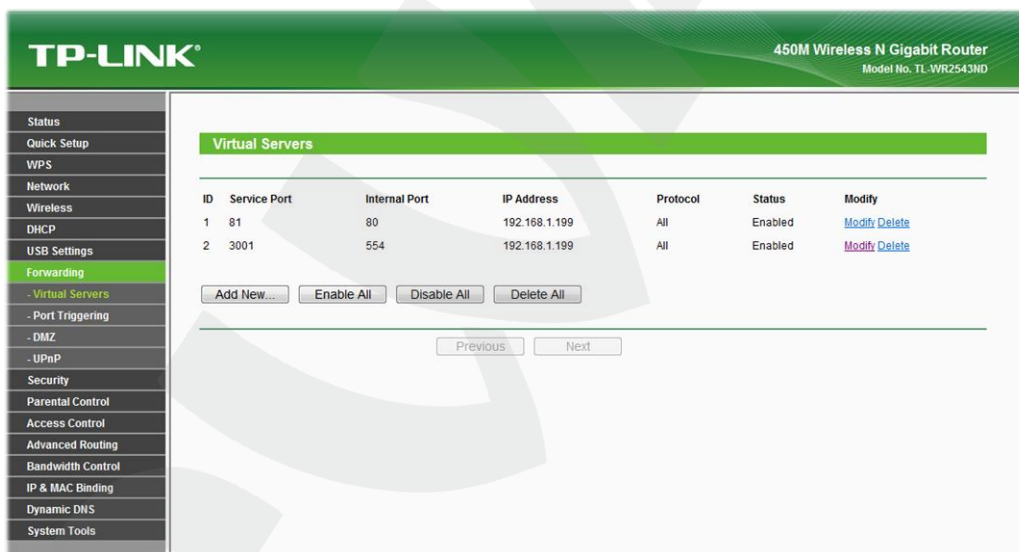 TP-LINK®
450M Wireless N Gigabit Router
Model No. TL-WR2543ND
Status
Quick Setup
WPS
Network
Wireless
DHCP
USB Settings
Forwarding
- Virtual Servers
- Port Triggering
- DMZ
- UPnP
Security
Parental Control
Access Control
Advanced Routing
Bandwidth Control
IP & MAC Binding
Dynamic DNS
System Tools
Virtual Servers
ID Service Port Internal Port IP Address Protocol Status Modify
1 81 80 192.168.1.199 All Enabled Modify Delete
2 3001 554 192.168.1.199 All Enabled Modify Delete
Add New... Enable All Disable All Delete All
Previous Next